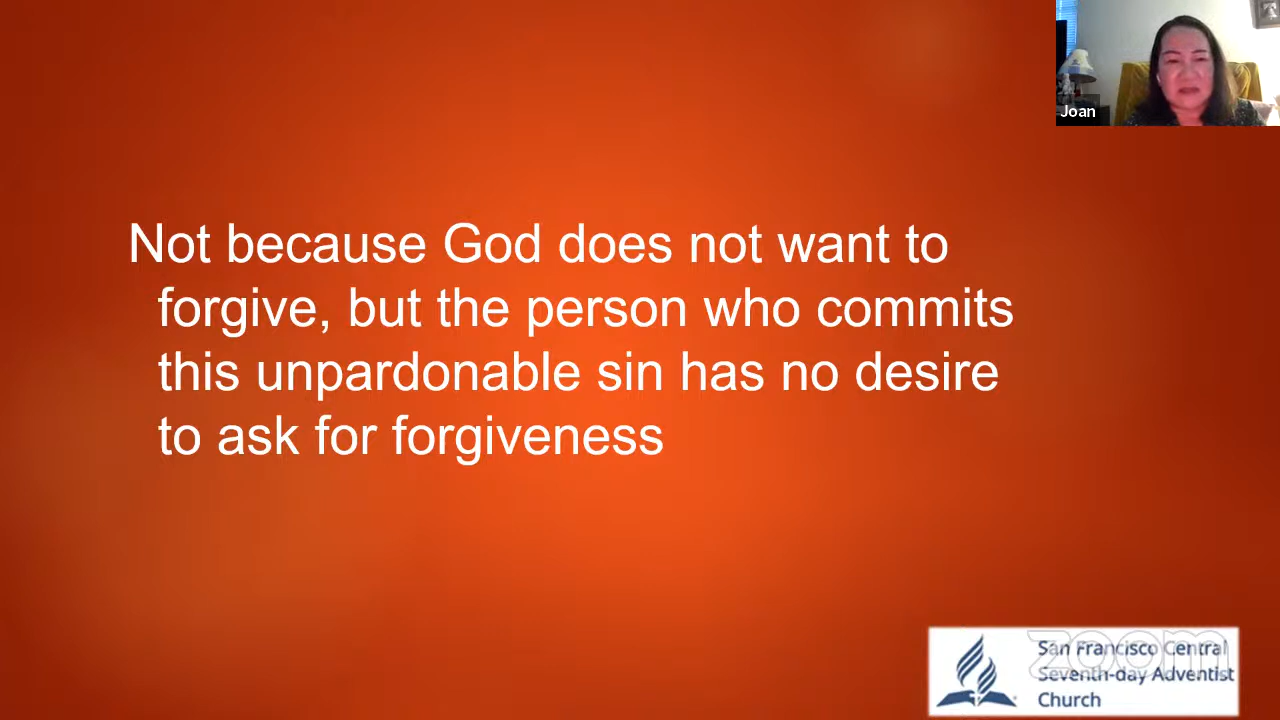 Joan
Not because God does not want to
forgive, but the person who commits
this unpardonable sin has no desire
to ask for forgiveness
zoom
San Francisco Central
Seventh-day Adventist
Church